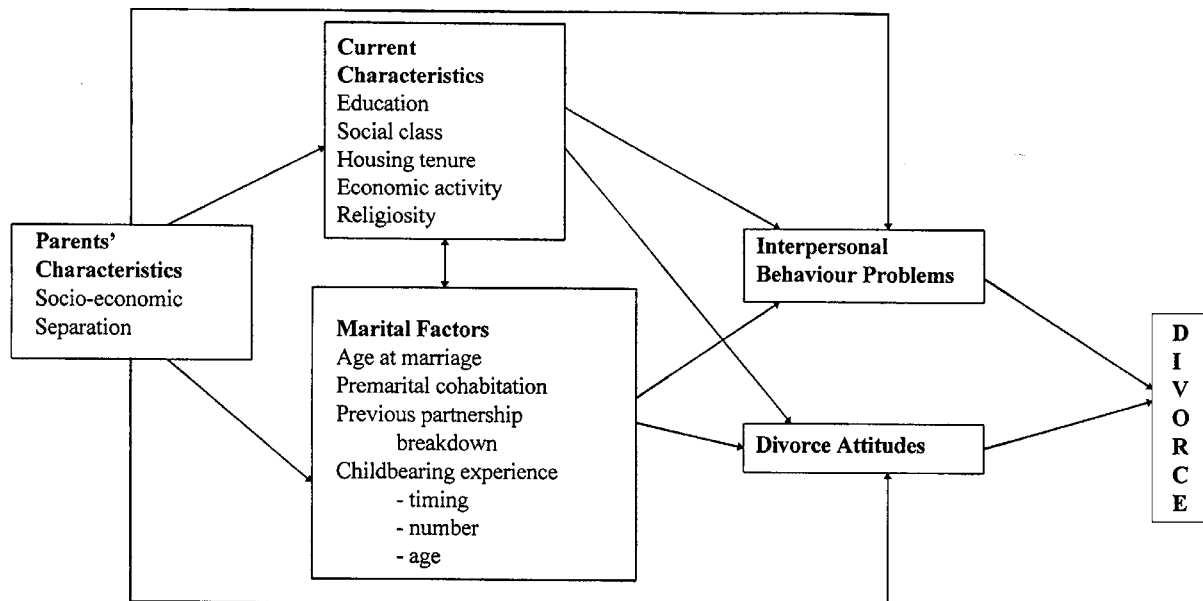 Current
Characteristics
Education
Social class
Housing tenure
Economic activity
Religiosity
Parents'
Characteristics
Socio-economic
Separation
Marital Factors
Age at marriage
Premarital cohabitation
Previous partnership
breakdown
Childbearing experience
- timing
- number
- age
Interpersonal
Behaviour Problems
Divorce Attitudes
D
I
V
O
R
C
E